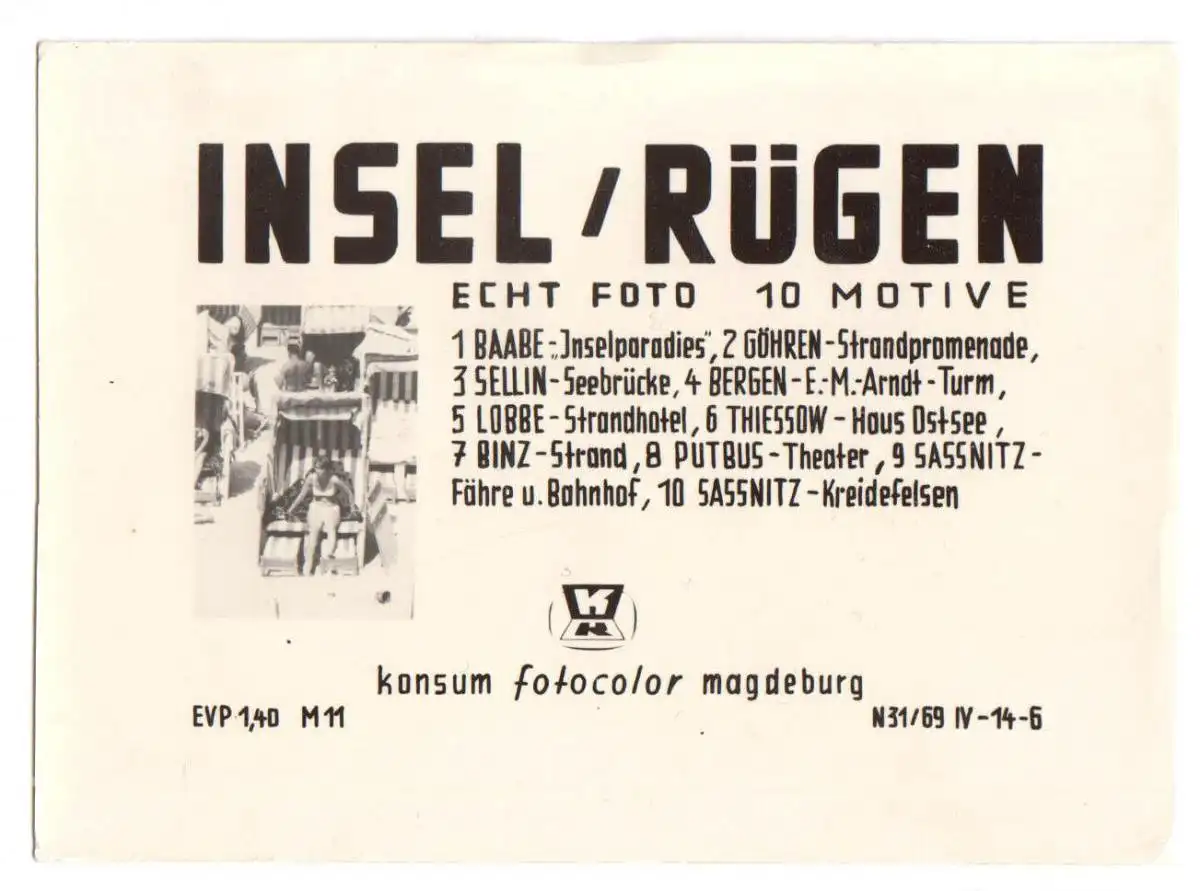 INSEL / RÜGEN
ECHT FOTO 10 MOTIVE
1 BAABE-„Inselparadies", 2 GÖHREN-Strandpromenade,
3 SELLIN-Seebrücke, 4 BERGEN-E.-M.-Arndt-Turm,
5 LOBBE-Strandhotel, 6 THIESSOW-Haus Ostsee,
7 BINZ-Strand, 8 PUTBUS-Theater, 9 SASSNITZ-
Fähre u. Bahnhof, 10 SASSNITZ-Kreidefelsen
K
konsum fotocolor magdeburg
EVP 1,40 M 11
N31/69 IV-14-6